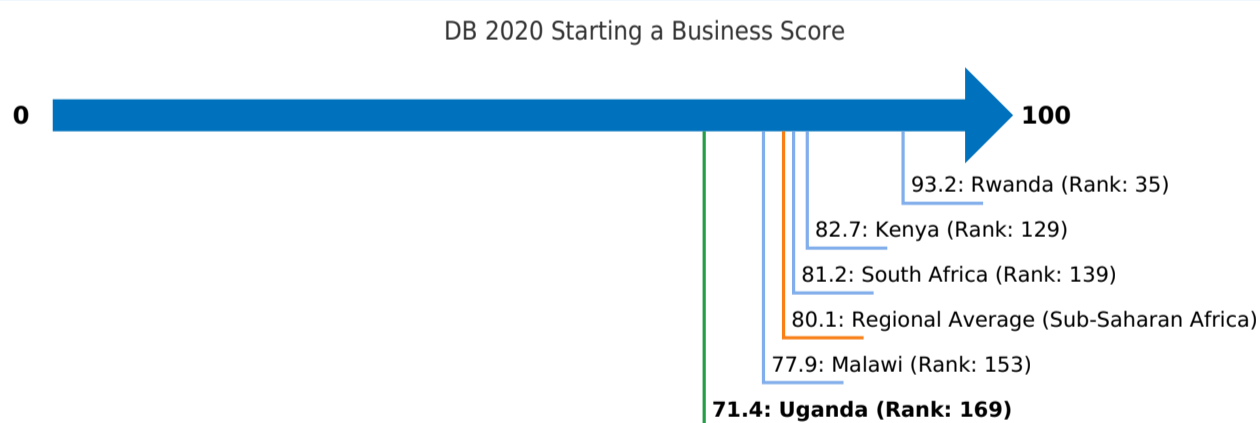 DB 2020 Starting a Business Score
0
100
93.2: Rwanda (Rank: 35)
82.7: Kenya (Rank: 129)
81.2: South Africa (Rank: 139)
80.1: Regional Average (Sub-Saharan Africa)
77.9: Malawi (Rank: 153)
71.4: Uganda (Rank: 169)